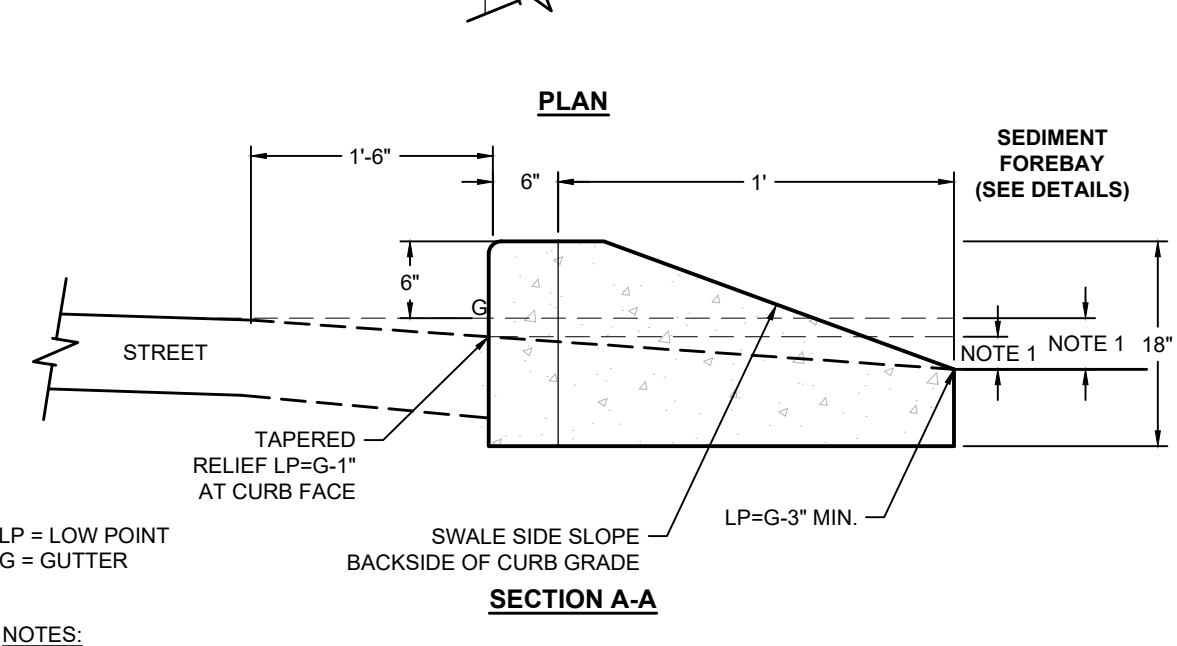 PLAN
SEDIMENT
FOREBAY
(SEE DETAILS)
1'-6"
6"
1'
6"
G
STREET
NOTE 1
NOTE 1
18"
TAPERED
RELIEF LP=G-1"
AT CURB FACE
LP=G-3" MIN.
SWALE SIDE SLOPE
BACKSIDE OF CURB GRADE
LP = LOW POINT
G = GUTTER
SECTION A-A
NOTES: